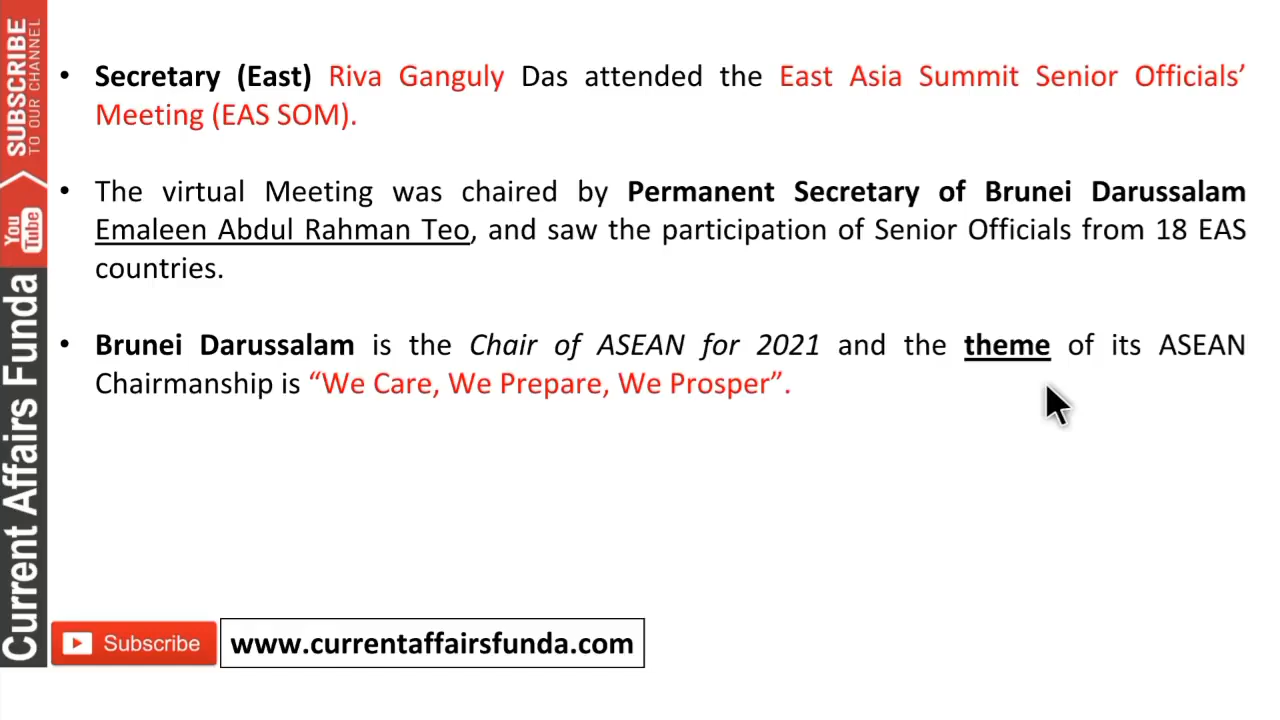 • Secretary (East) Riva Ganguly Das attended the East Asia Summit Senior Officials’
Meeting (EAS SOM).
• The virtual Meeting was chaired by Permanent Secretary of Brunei Darussalam
Emaleen Abdul Rahman Teo, and saw the participation of Senior Officials from 18 EAS
countries.
• Brunei Darussalam is the Chair of ASEAN for 2021 and the theme of its ASEAN
Chairmanship is “We Care, We Prepare, We Prosper”.
SUBSCRIBE
TO OUR CHANNEL
You
Tube
Current Affairs Funda
Subscribe
www.currentaffairsfunda.com